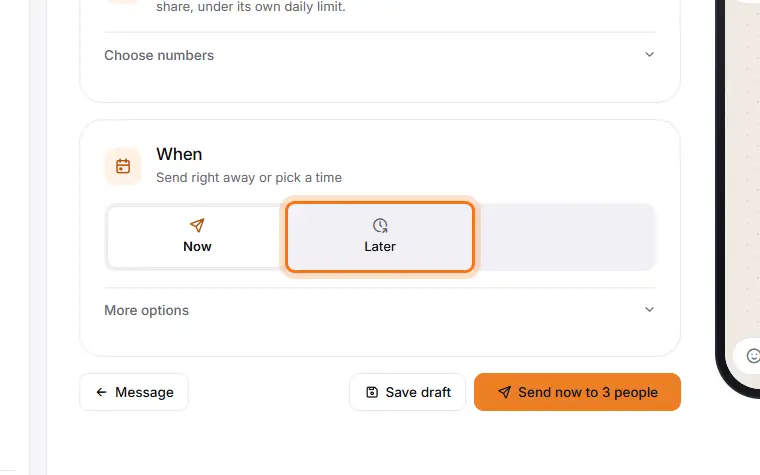 share, under its own daily limit.
Choose numbers
When
Send right away or pick a time
Now
Later
More options
Message
Save draft
Send now to 3 people